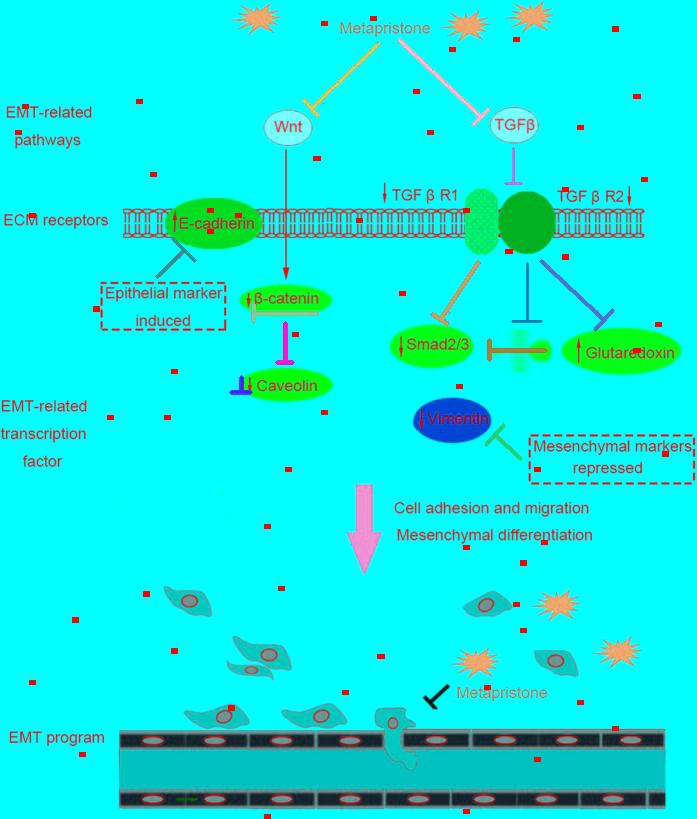 Metapristone
EMT-related
pathways
Wnt
TGFβ
TGF β R1
TGF β R2
ECM receptors
E-cadherin
Epithelial marker
induced
β-catenin
Smad2/3
Glutaredoxin
Caveolin
EMT-related
transcription
factor
Vimentin
Mesenchymal markers
repressed
Cell adhesion and migration
Mesenchymal differentiation
Metapristone
EMT program